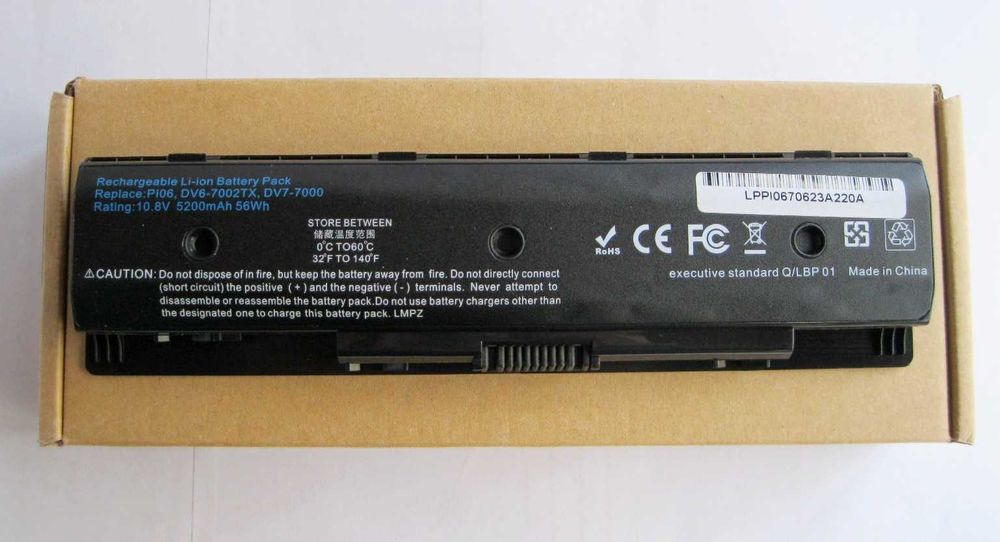 Rechargeable Li-ion Battery Pack
Replace:PI06, DV6-7002TX, DV7-7000
Rating:10.8V 5200mAh 56Wh
LPPI0670623A220A
STORE BETWEEN
储藏温度范围
0°C TO60°C
32°F TO 140°F
RoHS
CE FC
executive standard Q/LBP 01 Made in China
⚠CAUTION: Do not dispose of in fire, but keep the battery away from fire. Do not directly connect
(short circuit) the positive (+) and the negative (-) terminals. Never attempt to
disassemble or reassemble the battery pack.Do not use battery chargers other than
the designated one to charge this battery pack. LMPZ